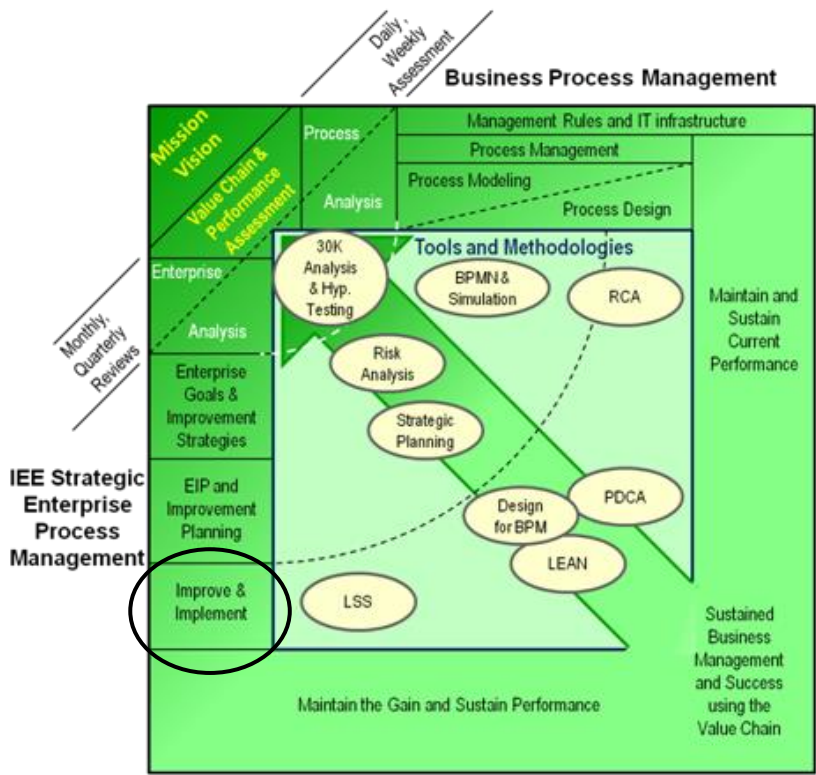 Daily,
Weekly
Assessment
Business Process Management
Mission
Vision
Value Chain &
Performance
Assessment
Process
Analysis
Management Rules and IT infrastructure
Process Management
Process Modeling
Process Design
Tools and Methodologies
Enterprise
Analysis
Monthly,
Quarterly
Reviews
30K
Analysis
& Hyp.
Testing
BPMN &
Simulation
RCA
Maintain and
Sustain
Current
Performance
Risk
Analysis
Enterprise
Goals &
Improvement
Strategies
Strategic
Planning
IEE Strategic
Enterprise
Process
Management
EIP and
Improvement
Planning
Design
for BPM
PDCA
LEAN
Improve &
Implement
LSS
Sustained
Business
Management
and Success
using the
Value Chain
Maintain the Gain and Sustain Performance